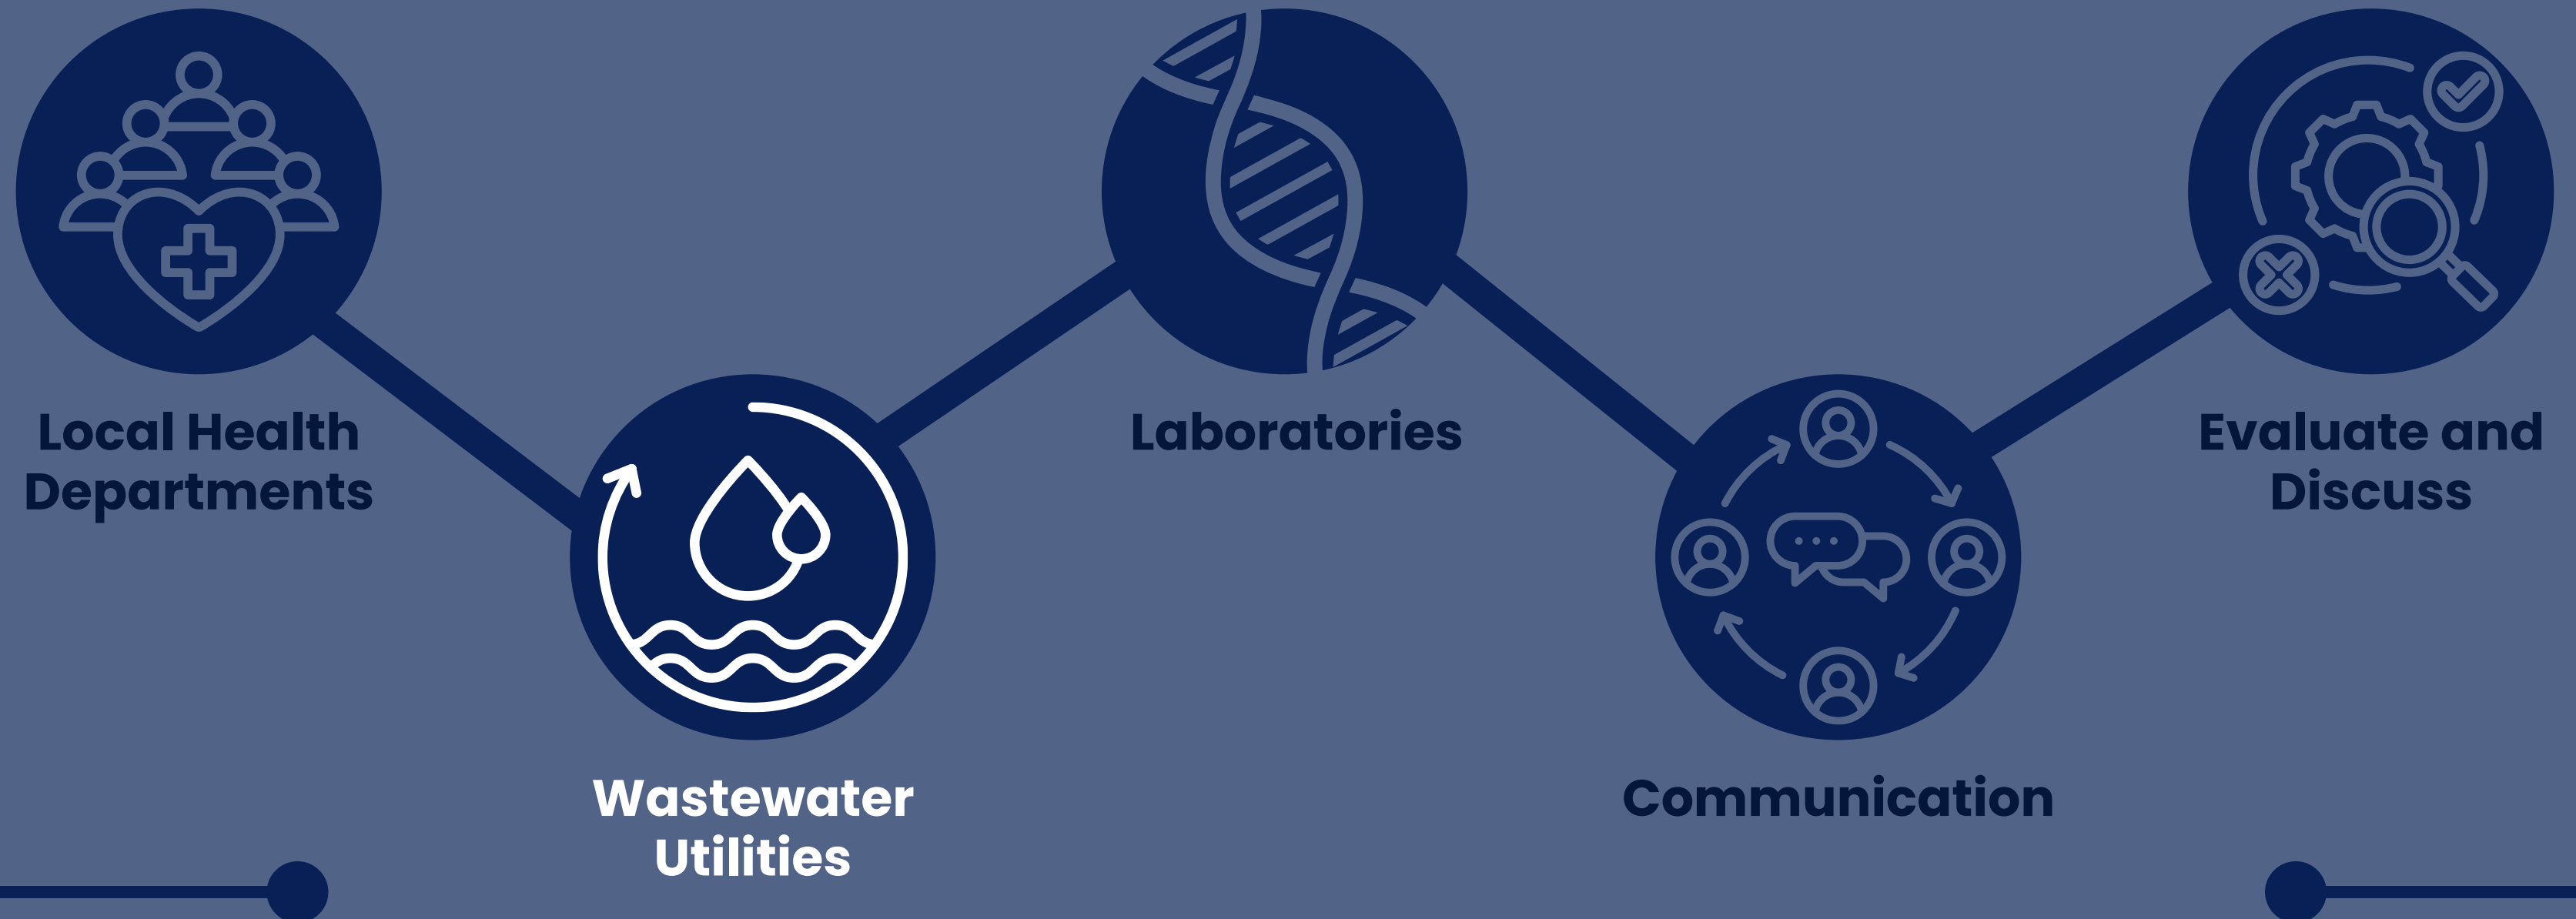 Local Health
Departments
Wastewater
Utilities
Laboratories
Communication
Evaluate and
Discuss